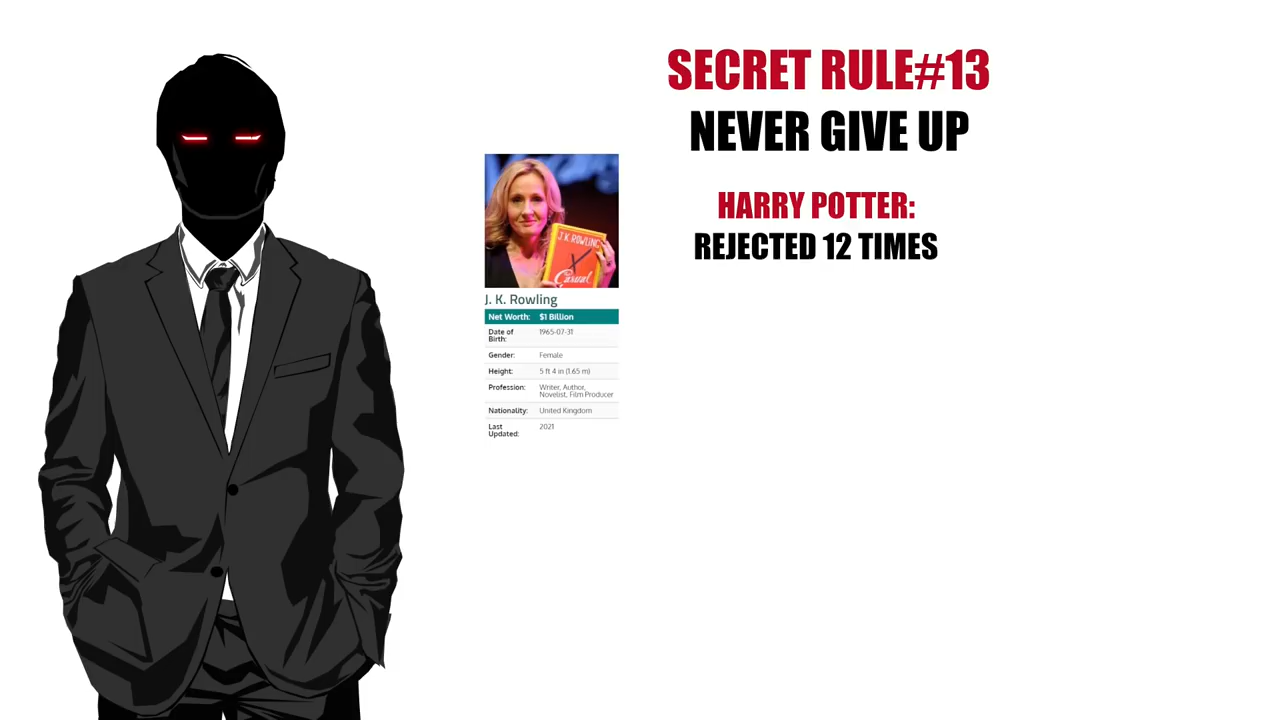 SECRET RULE#13
NEVER GIVE UP
HARRY POTTER:
REJECTED 12 TIMES
J.K. ROWLING
Casual
J. K. Rowling
Net Worth: $1 Billion
Date of Birth: 1965-07-31
Gender: Female
Height: 5 ft 4 in (1.65 m)
Profession: Writer, Author,
Novelist, Film Producer
Nationality: United Kingdom
Last Updated: 2021